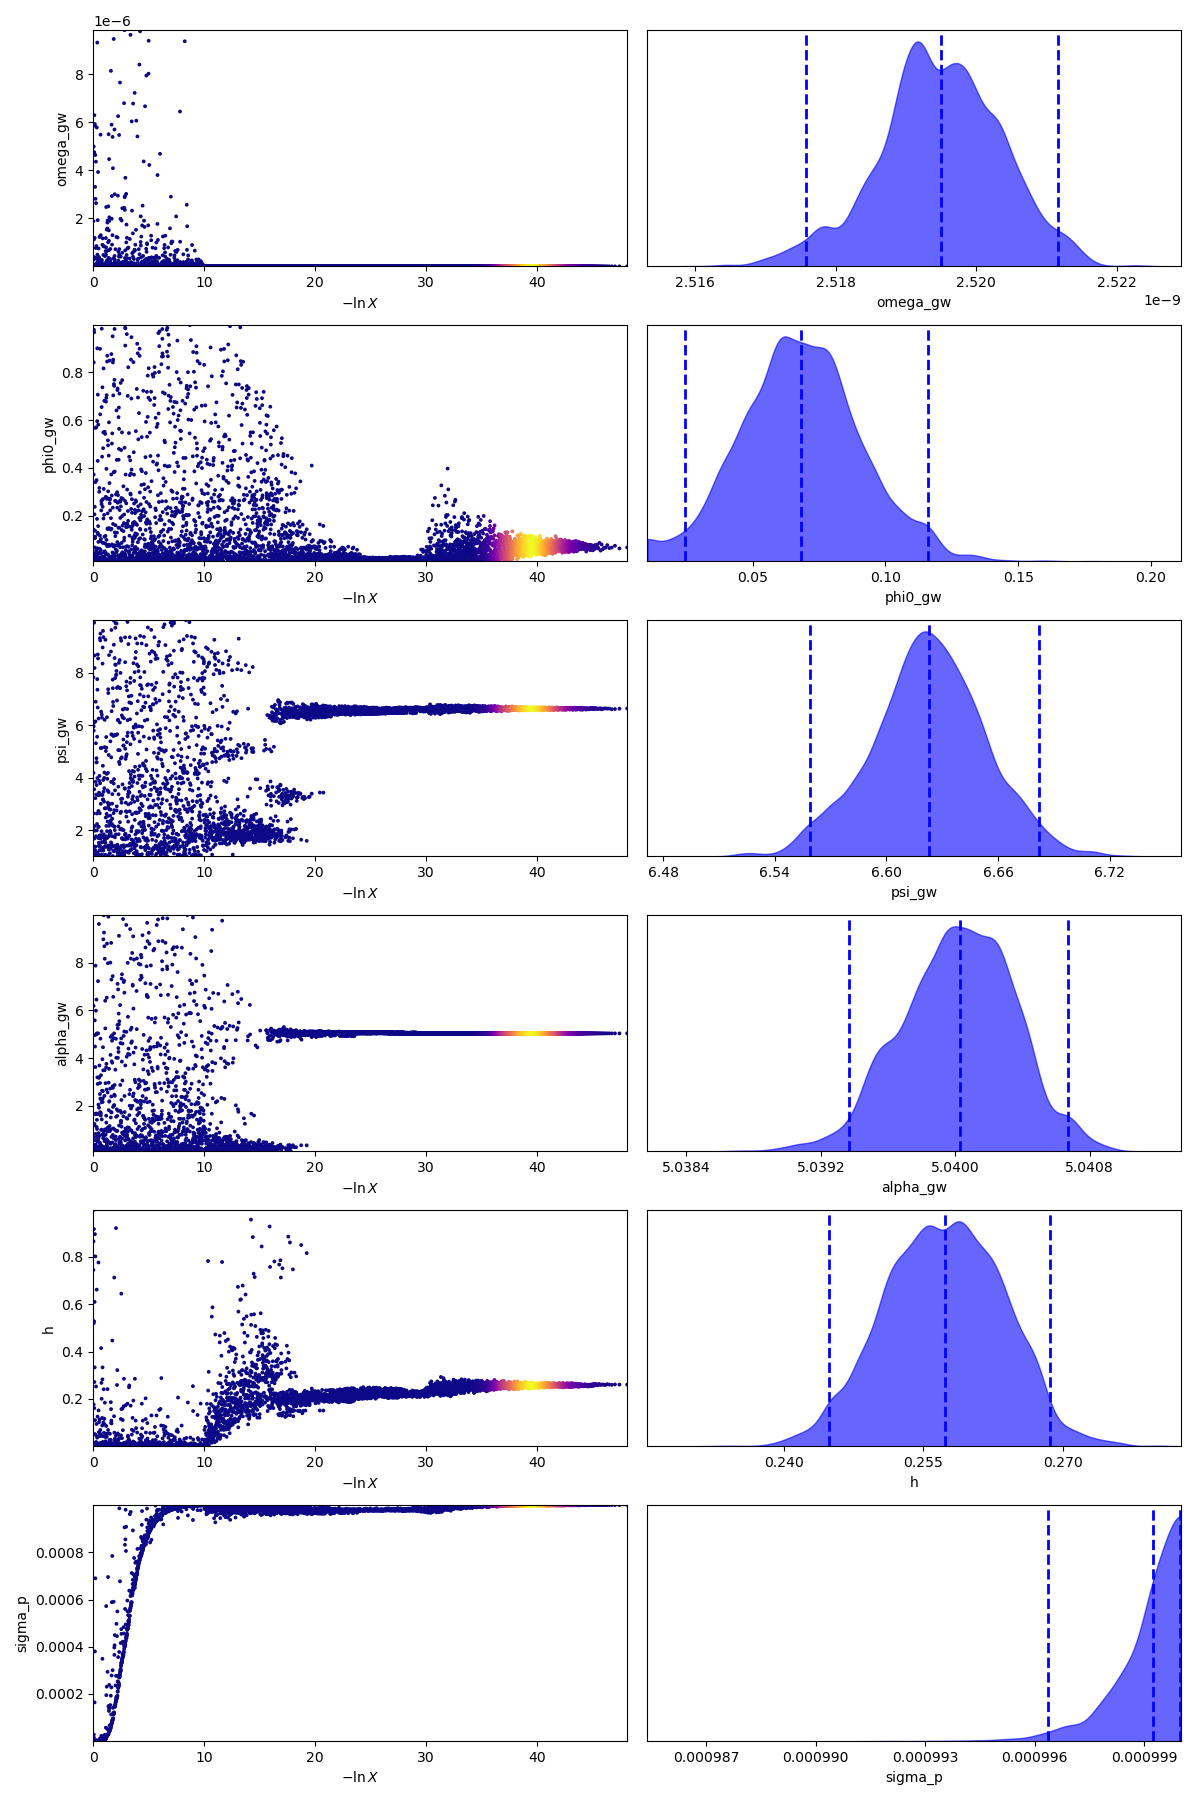 1e−6
omega_gw
8
6
4
2
0 10 20 30 40
−ln X
2.516 2.518 2.520 2.522
1e−9
omega_gw
phi0_gw
0.8
0.6
0.4
0.2
0 10 20 30 40
−ln X
0.05 0.10 0.15 0.20
phi0_gw
psi_gw
8
6
4
2
0 10 20 30 40
−ln X
6.48 6.54 6.60 6.66 6.72
psi_gw
alpha_gw
8
6
4
2
0 10 20 30 40
−ln X
5.0384 5.0392 5.0400 5.0408
alpha_gw
h
0.8
0.6
0.4
0.2
0 10 20 30 40
−ln X
0.240 0.255 0.270
h
sigma_p
0.0008
0.0006
0.0004
0.0002
0 10 20 30 40
−ln X
0.000987 0.000990 0.000993 0.000996 0.000999
sigma_p